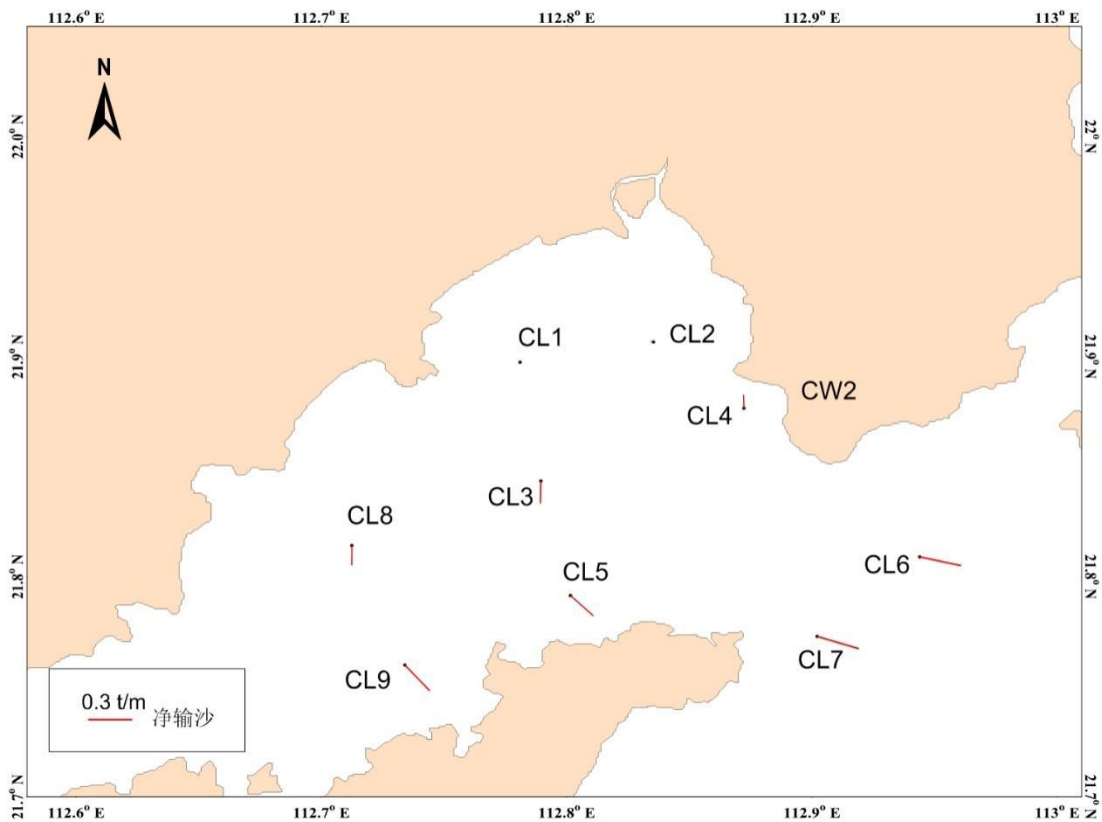 112.6° E 112.7° E 112.8° E 112.9° E 113° E
N
22.0° N
22° N
21.9° N
21.9° N
CL1
CL2
CW2
CL4
CL3
CL8
CL5
CL6
21.8° N
21.8° N
CL7
CL9
0.3 t/m
净输沙
21.7° N
21.7° N
112.6° E 112.7° E 112.8° E 112.9° E 113° E